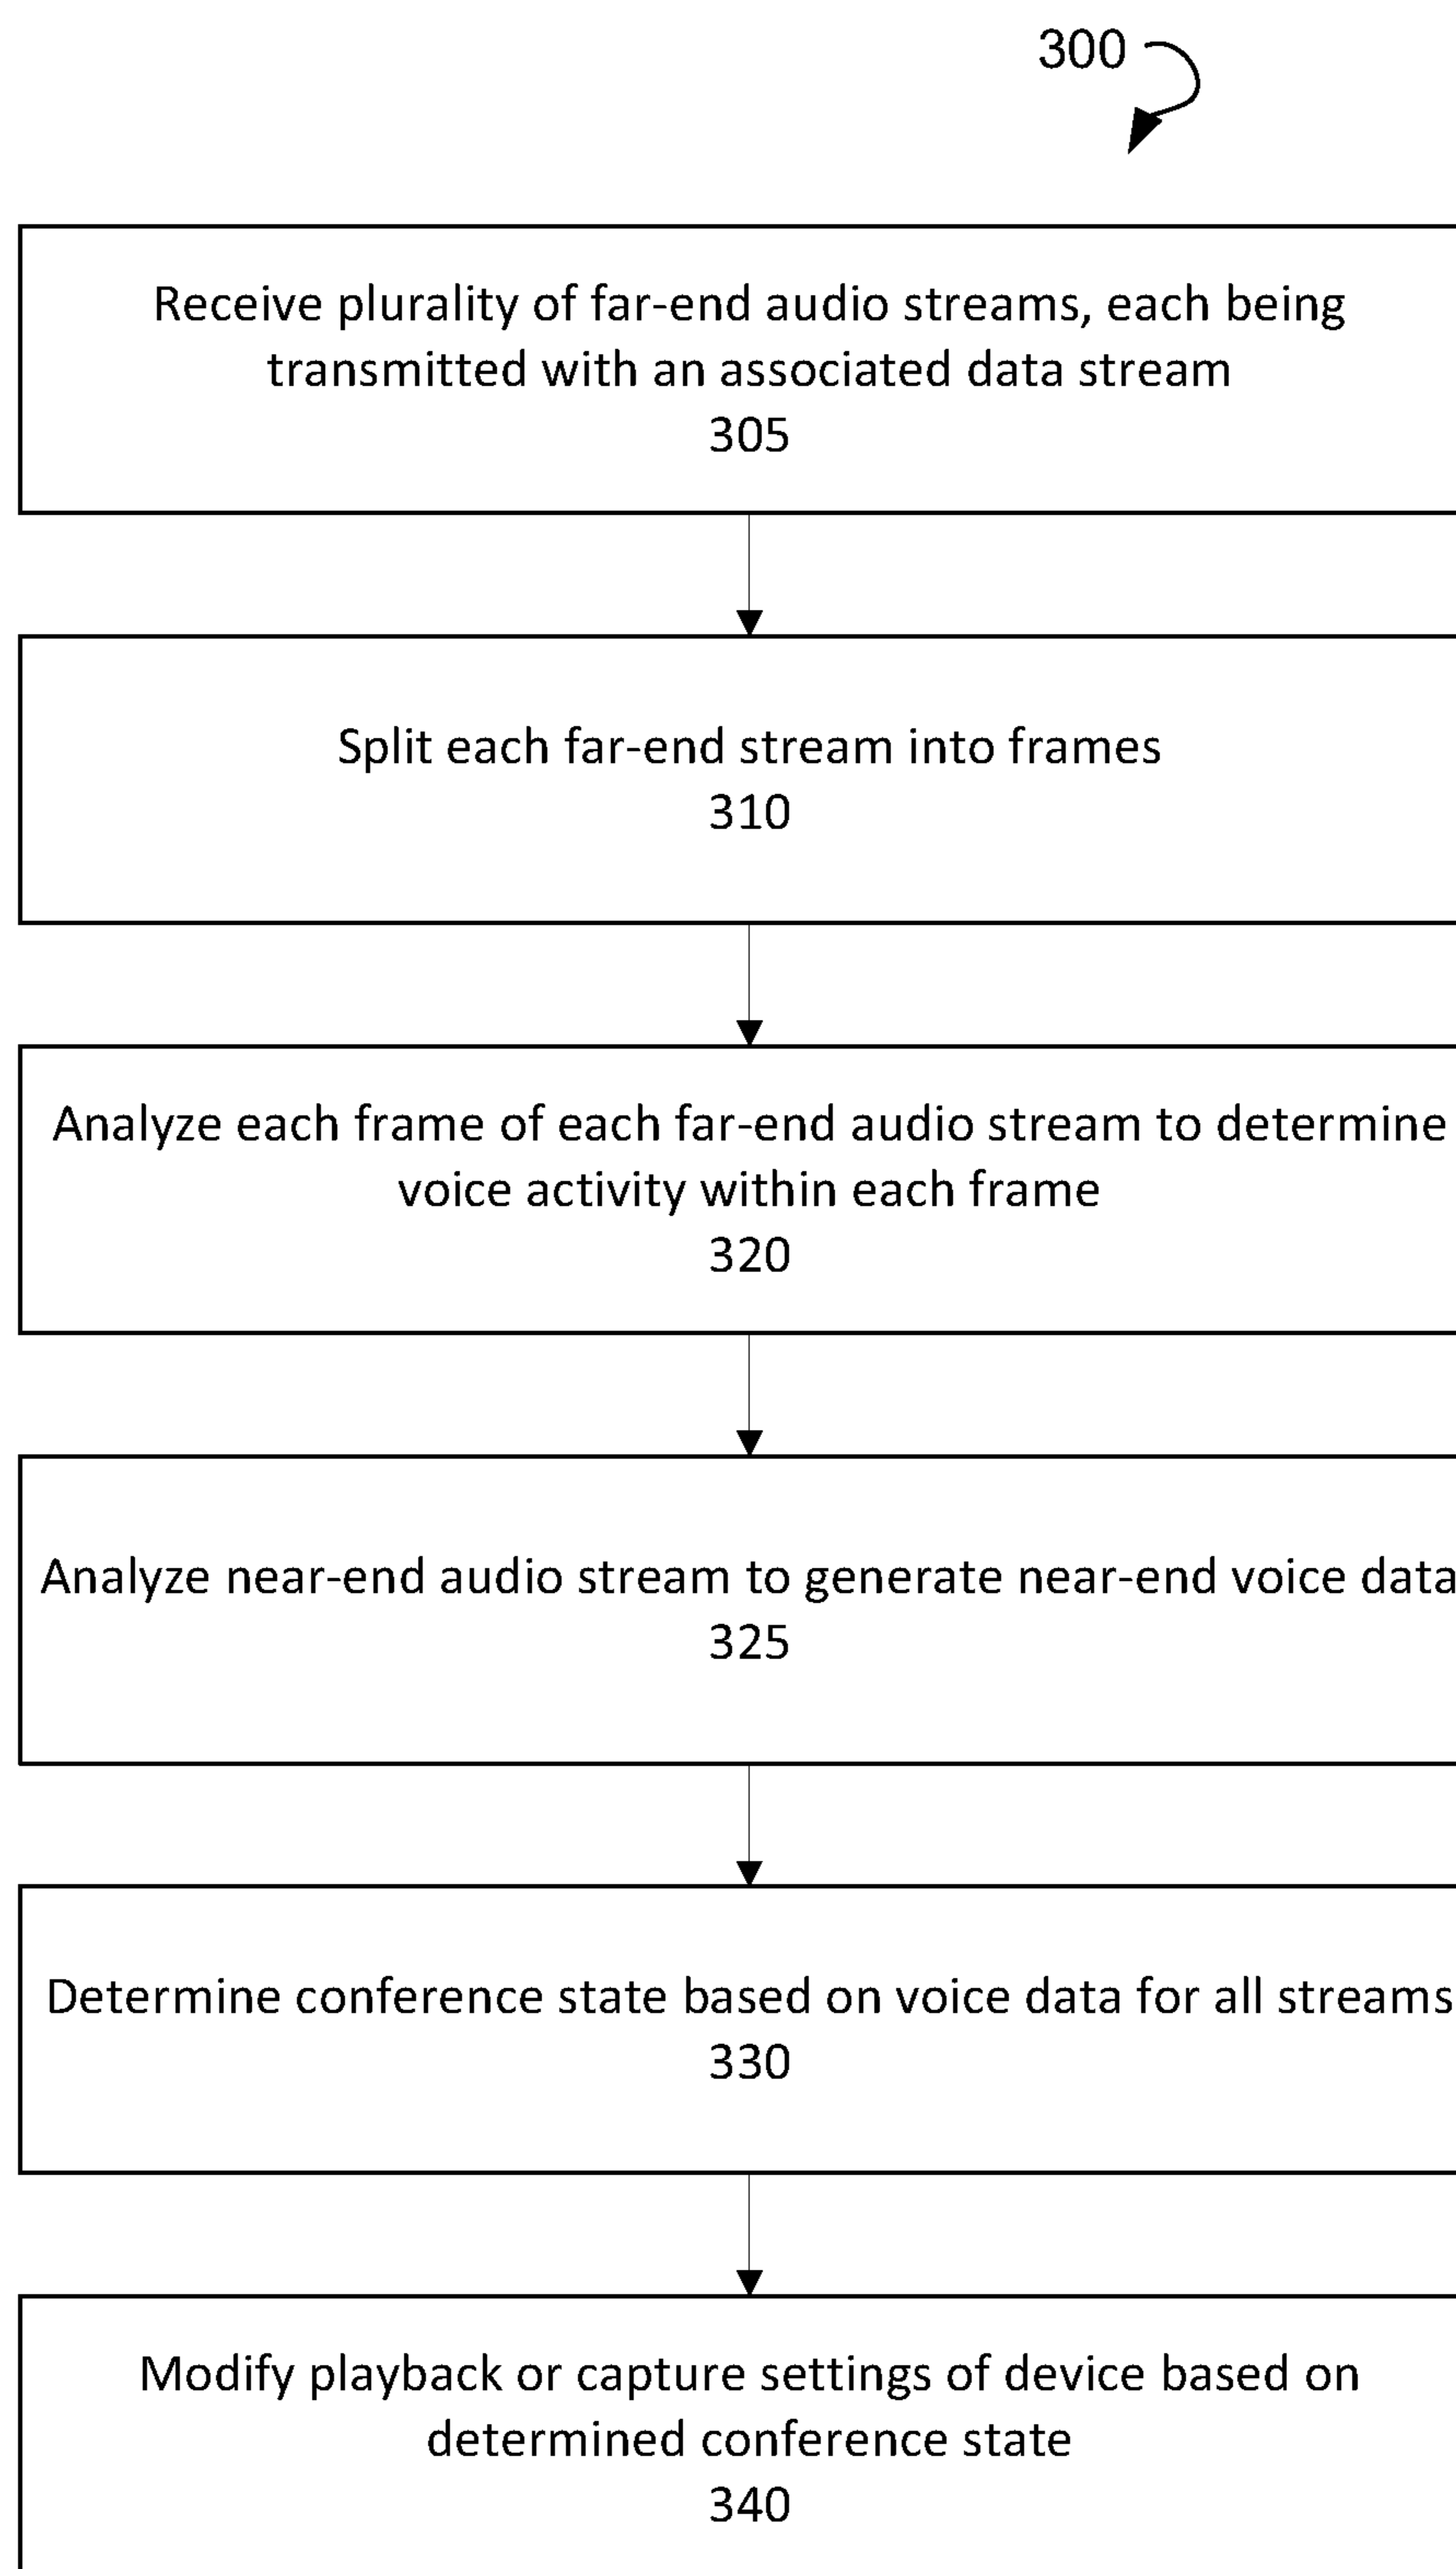 300
Receive plurality of far-end audio streams, each being
transmitted with an associated data stream
305
Split each far-end stream into frames
310
Analyze each frame of each far-end audio stream to determine
voice activity within each frame
320
Analyze near-end audio stream to generate near-end voice data
325
Determine conference state based on voice data for all streams
330
Modify playback or capture settings of device based on
determined conference state
340